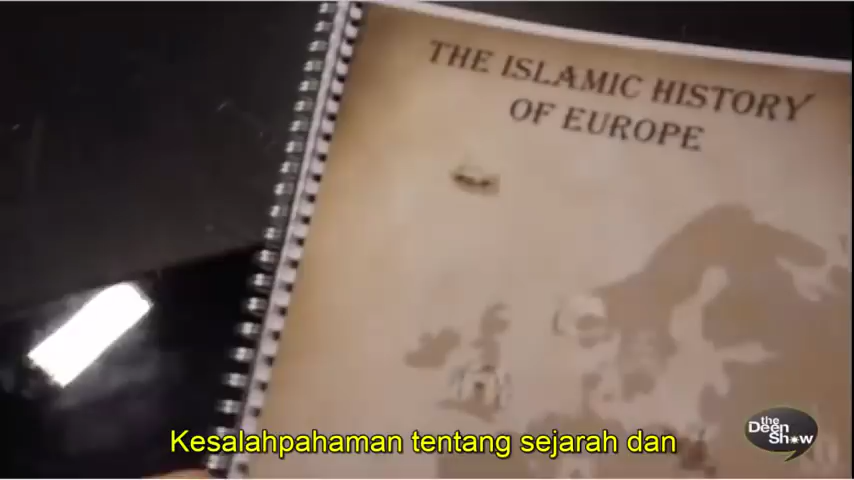 THE ISLAMIC HISTORY
OF EUROPE
Kesalahpahaman tentang sejarah dan
the
Deen
Show